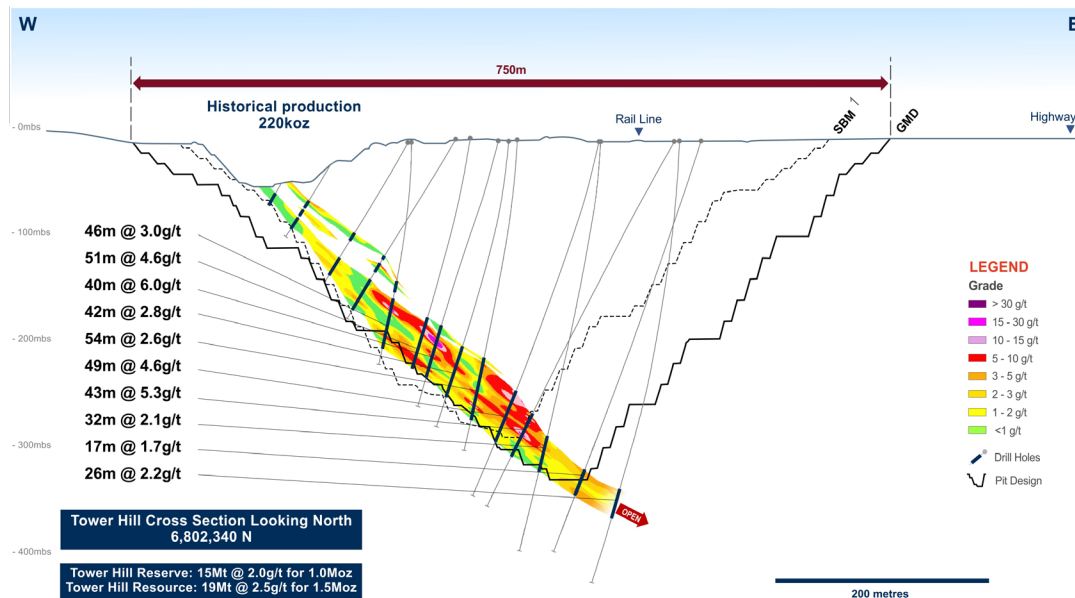 W
E
750m
Historical production
220koz
Rail Line
SBM
GMD
Highway
- 0mbs
- 100mbs
- 200mbs
- 300mbs
- 400mbs
46m @ 3.0g/t
51m @ 4.6g/t
40m @ 6.0g/t
42m @ 2.8g/t
54m @ 2.6g/t
49m @ 4.6g/t
43m @ 5.3g/t
32m @ 2.1g/t
17m @ 1.7g/t
26m @ 2.2g/t
OPEN
LEGEND
Grade
> 30 g/t
15 - 30 g/t
10 - 15 g/t
5 - 10 g/t
3 - 5 g/t
2 - 3 g/t
1 - 2 g/t
<1 g/t
Drill Holes
Pit Design
Tower Hill Cross Section Looking North
6,802,340 N
Tower Hill Reserve: 15Mt @ 2.0g/t for 1.0Moz
Tower Hill Resource: 19Mt @ 2.5g/t for 1.5Moz
200 metres